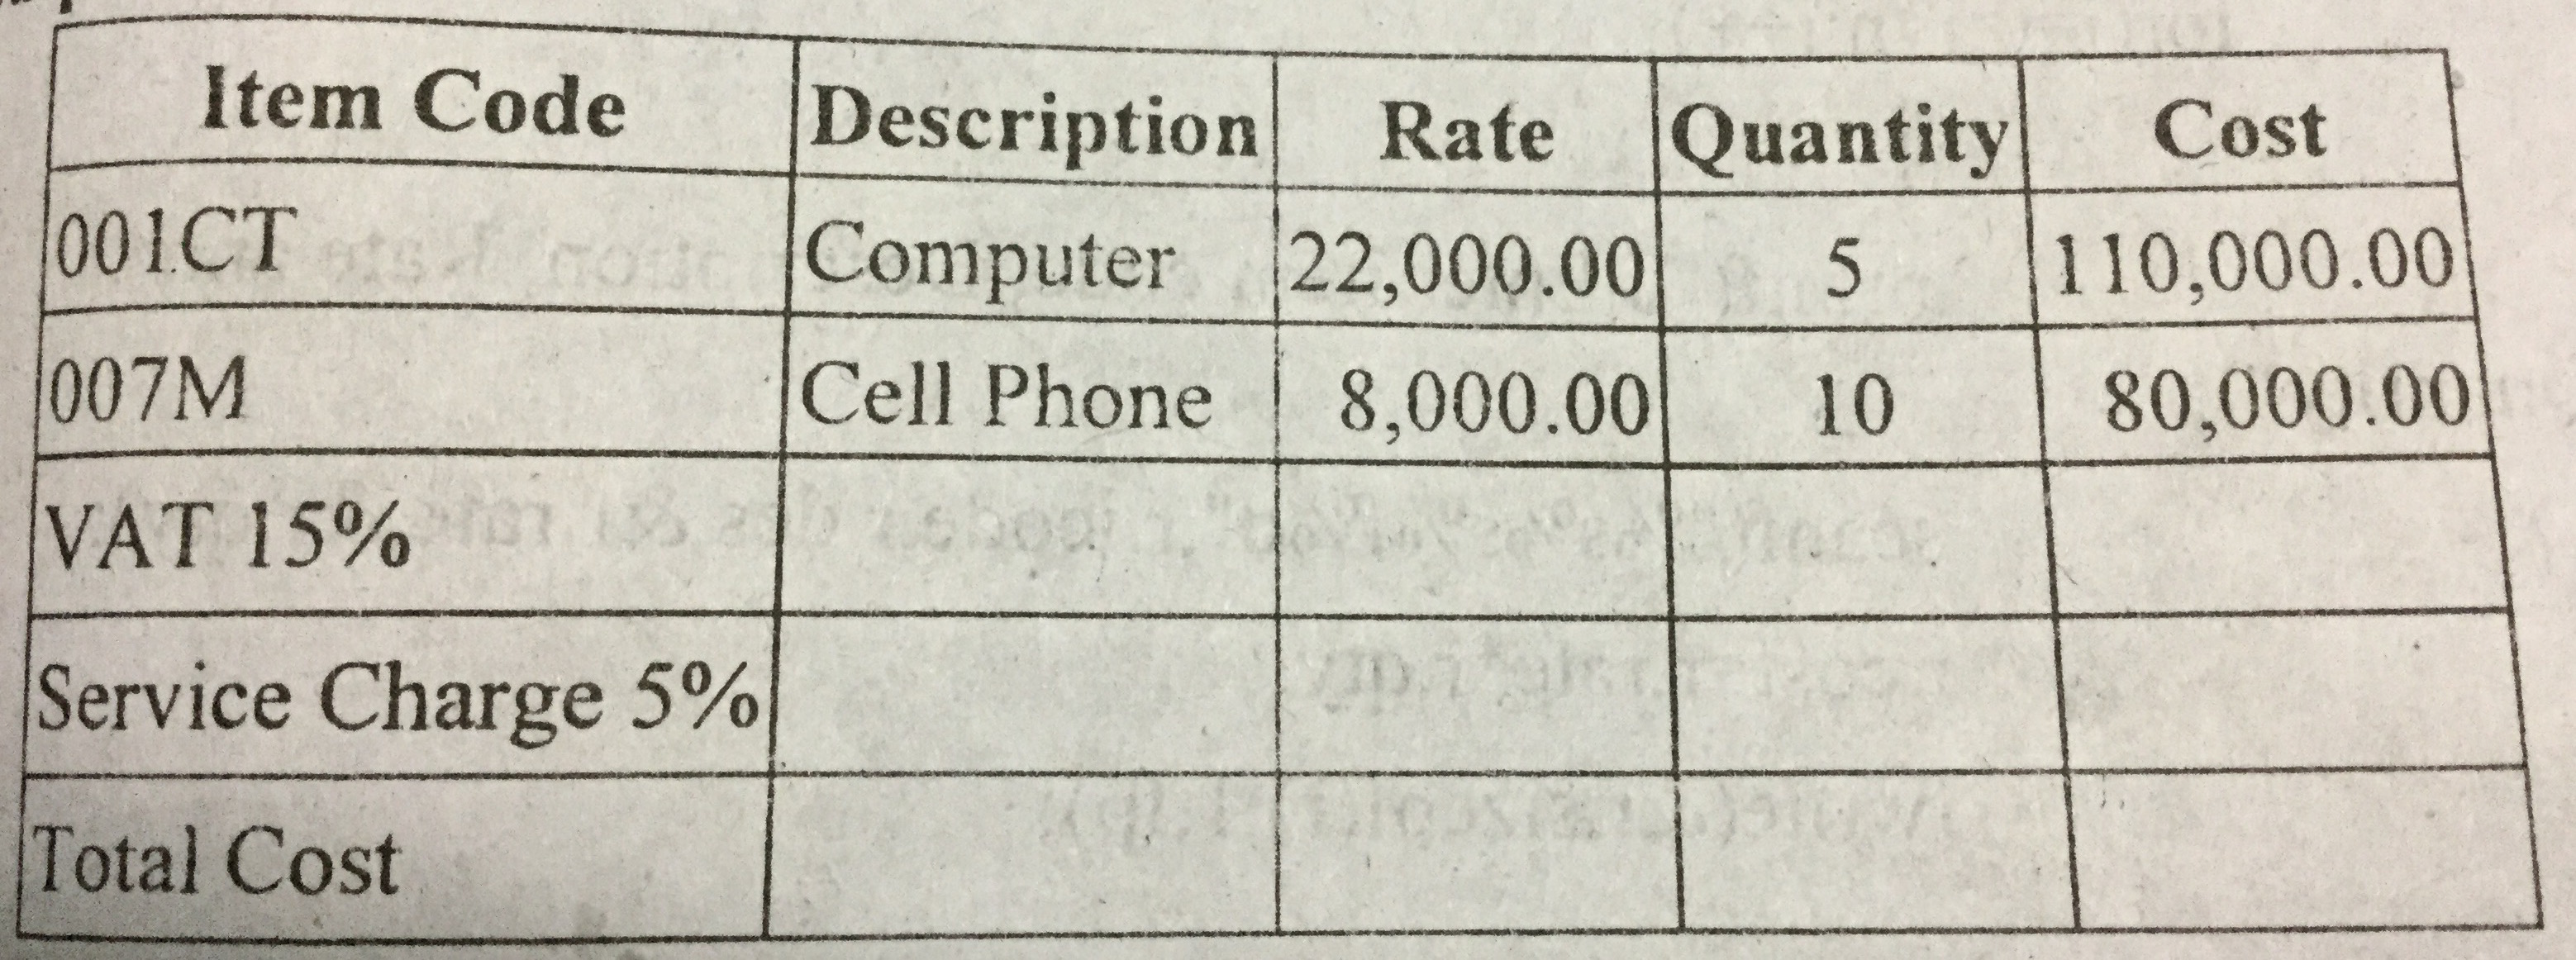 Item Code Description Rate Quantity Cost
001CT Computer 22,000.00 5 110,000.00
007M Cell Phone 8,000.00 10 80,000.00
VAT 15%
Service Charge 5%
Total Cost